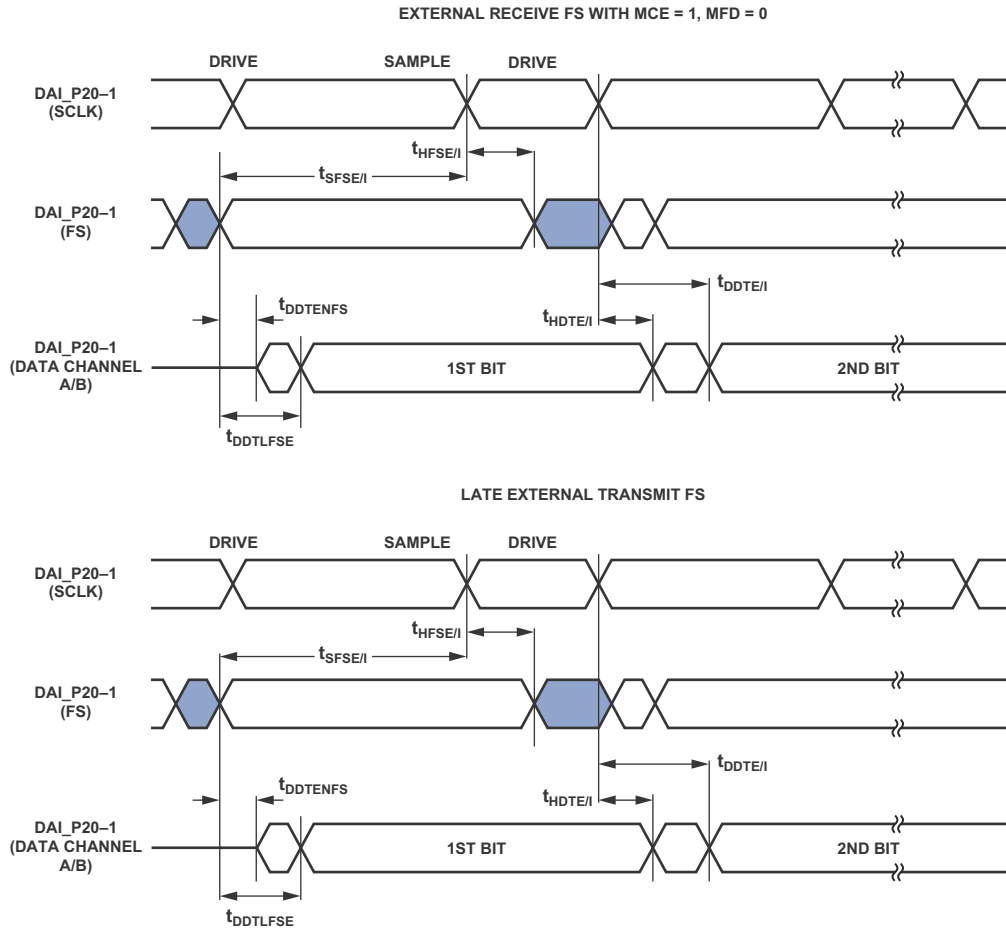 EXTERNAL RECEIVE FS WITH MCE = 1, MFD = 0
DRIVE SAMPLE DRIVE
DAI_P20–1
(SCLK)
tHFSE/I
tSFSE/I
DAI_P20–1
(FS)
tDDTE/I
tDDTENFS
tHDTE/I
DAI_P20–1
(DATA CHANNEL
A/B)
1ST BIT 2ND BIT
tDDTLFSE
LATE EXTERNAL TRANSMIT FS
DRIVE SAMPLE DRIVE
DAI_P20–1
(SCLK)
tHFSE/I
tSFSE/I
DAI_P20–1
(FS)
tDDTE/I
tDDTENFS
tHDTE/I
DAI_P20–1
(DATA CHANNEL
A/B)
1ST BIT 2ND BIT
tDDTLFSE